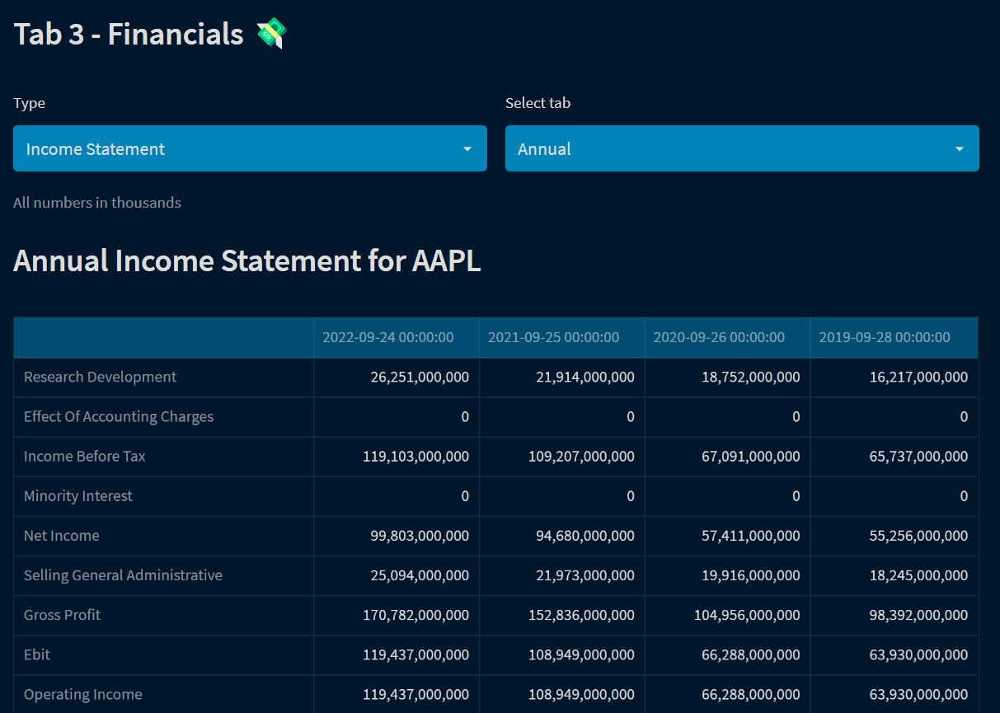 Tab 3 - Financials 💸
Type Select tab
Income Statement Annual
All numbers in thousands
Annual Income Statement for AAPL
2022-09-24 00:00:00 2021-09-25 00:00:00 2020-09-26 00:00:00 2019-09-28 00:00:00
Research Development 26,251,000,000 21,914,000,000 18,752,000,000 16,217,000,000
Effect Of Accounting Charges 0 0 0 0
Income Before Tax 119,103,000,000 109,207,000,000 67,091,000,000 65,737,000,000
Minority Interest 0 0 0 0
Net Income 99,803,000,000 94,680,000,000 57,411,000,000 55,256,000,000
Selling General Administrative 25,094,000,000 21,973,000,000 19,916,000,000 18,245,000,000
Gross Profit 170,782,000,000 152,836,000,000 104,956,000,000 98,392,000,000
Ebit 119,437,000,000 108,949,000,000 66,288,000,000 63,930,000,000
Operating Income 119,437,000,000 108,949,000,000 66,288,000,000 63,930,000,000